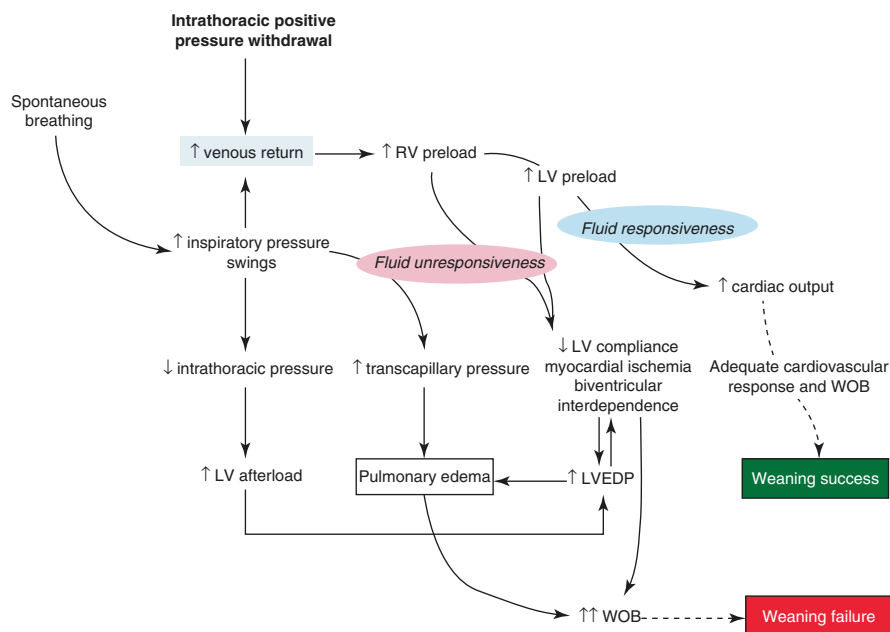 Intrathoracic positive
pressure withdrawal
Spontaneous
breathing
↑ venous return
↑ RV preload
↑ LV preload
Fluid responsiveness
↑ inspiratory pressure
swings
Fluid unresponsiveness
↑ cardiac output
↓ intrathoracic pressure
↑ transcapillary pressure
↓ LV compliance
myocardial ischemia
biventricular
interdependence
Adequate cardiovascular
response and WOB
↑ LV afterload
Pulmonary edema
↑ LVEDP
Weaning success
↑↑ WOB
Weaning failure